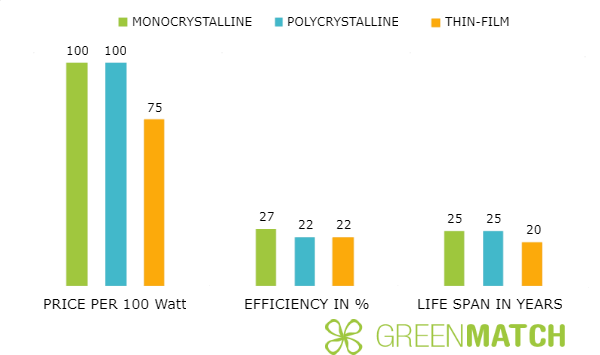 MONOCRYSTALLINE POLYCRYSTALLINE THIN-FILM
100 100 75
27 22 22
25 25 20
PRICE PER 100 Watt EFFICIENCY IN % LIFE SPAN IN YEARS
GREENMATCH